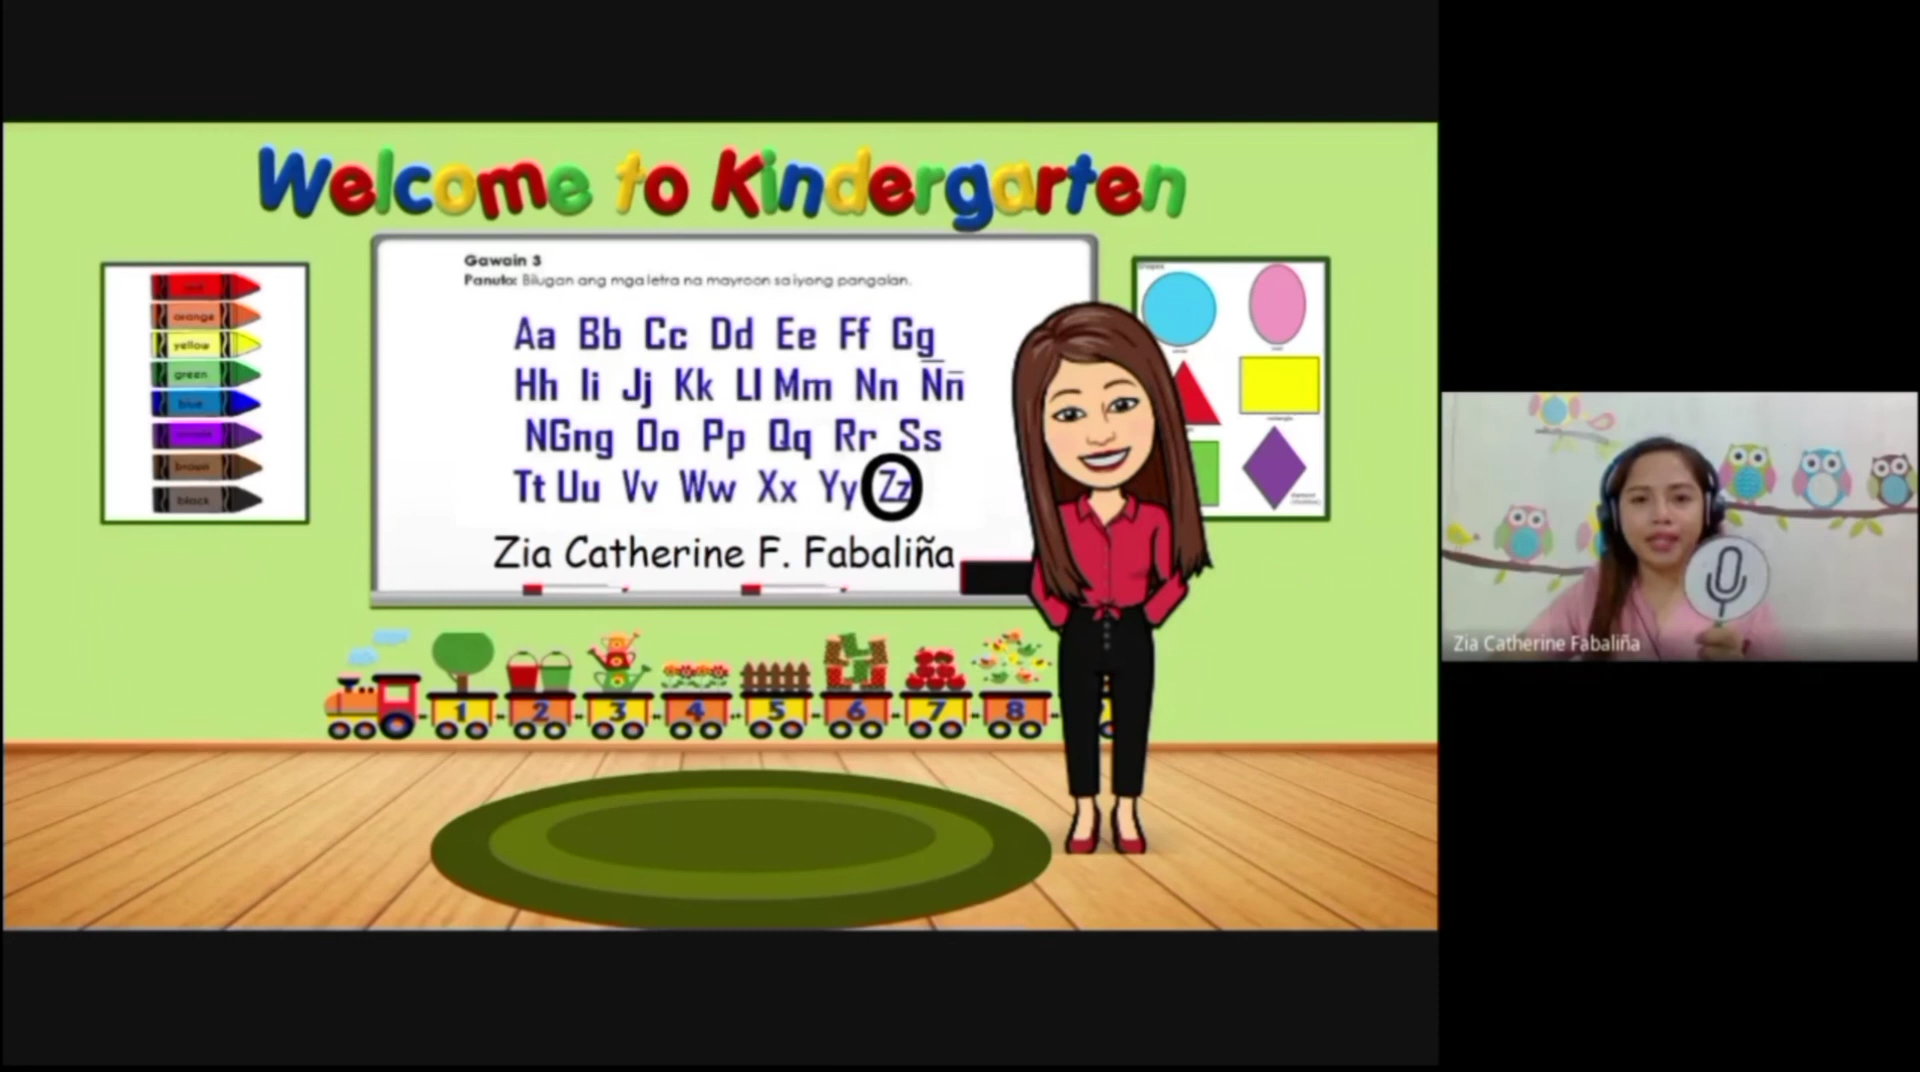 Welcome to Kindergarten
Gawain 3
Panuto: Bilugan ang mga letra na mayroon sa iyong pangalan.
Aa Bb Cc Dd Ee Ff Gg
Hh Ii Jj Kk Ll Mm Nn Ññ
NGng Oo Pp Qq Rr Ss
Tt Uu Vv Ww Xx Yy Zz
Zia Catherine F. Fabaliña
red
orange
yellow
green
blue
brown
black
Shapes
rectangle
1 2 3 4 5 6 7 8
Zia Catherine Fabaliña